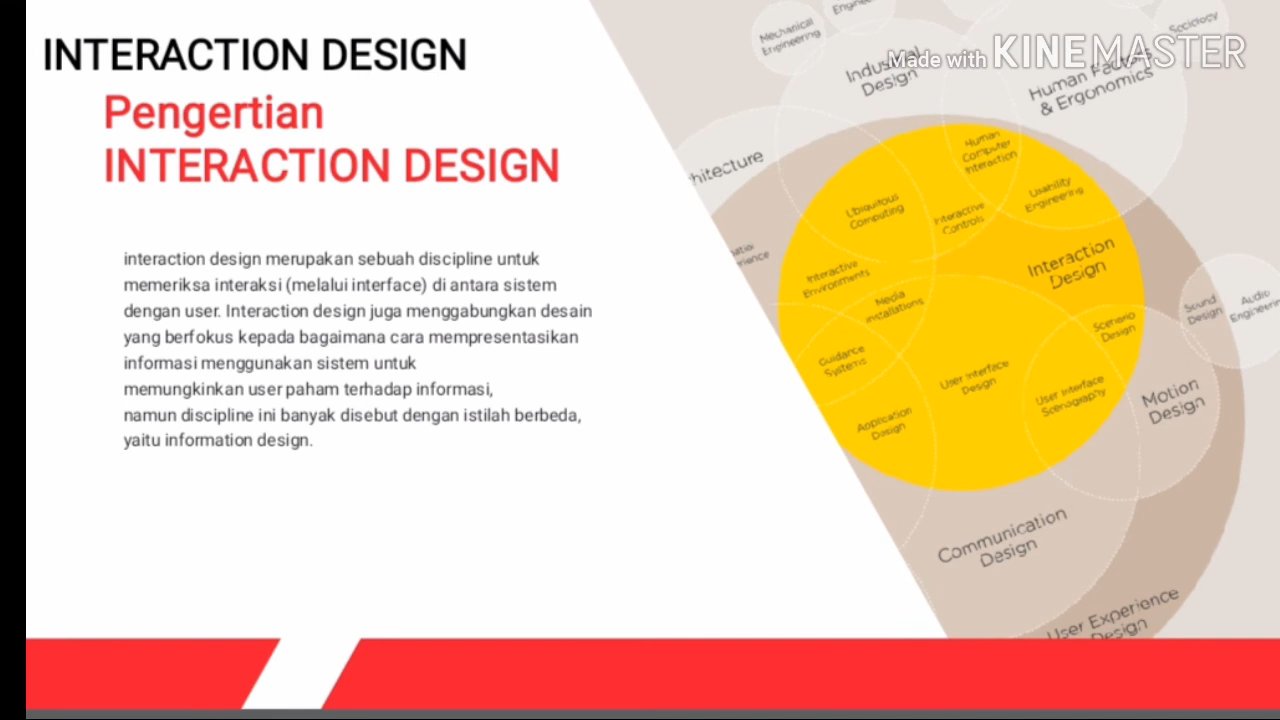 INTERACTION DESIGN
Pengertian
INTERACTION DESIGN
interaction design merupakan sebuah discipline untuk
memeriksa interaksi (melalui interface) di antara sistem
dengan user. Interaction design juga menggabungkan desain
yang berfokus kepada bagaimana cara mempresentasikan
informasi menggunakan sistem untuk
memungkinkan user paham terhadap informasi,
namun discipline ini banyak disebut dengan istilah berbeda,
yaitu information design.
Made with KINEMASTER
Mechanical
Engineering
Sociology
Industrial
Design
Human Factors
& Ergonomics
Human
Computer
Interaction
Ubiquitous
Computing
Interactive
Controls
Usability
Engineering
Interaction
Design
Interactive
Environments
Media
Installations
Sound
Design
Audio
Scenario
Design
Guidance
Systems
User Interface
Design
User Interface
Scenography
Motion
Design
Application
Design
Communication
Design
User Experience
Design